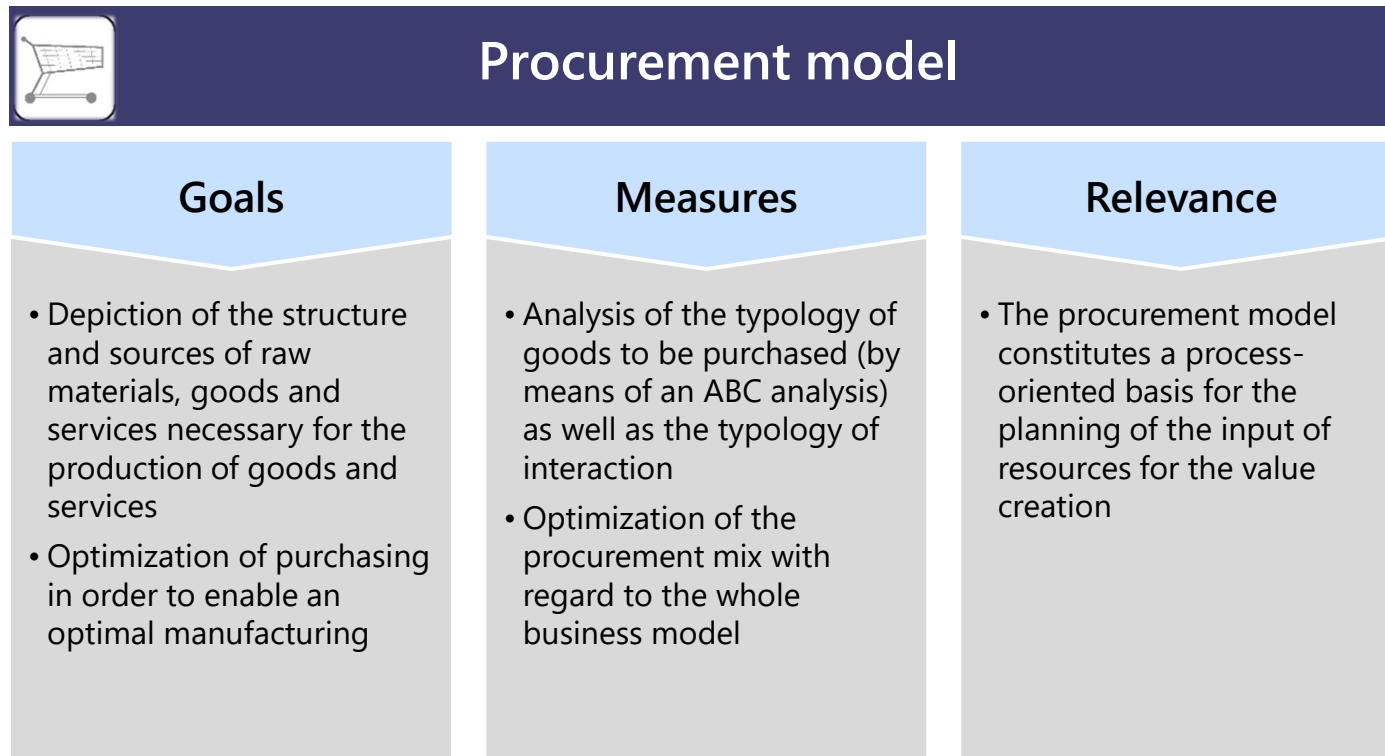 Procurement model
Goals
• Depiction of the structure
and sources of raw
materials, goods and
services necessary for the
production of goods and
services
• Optimization of purchasing
in order to enable an
optimal manufacturing
Measures
• Analysis of the typology of
goods to be purchased (by
means of an ABC analysis)
as well as the typology of
interaction
• Optimization of the
procurement mix with
regard to the whole
business model
Relevance
• The procurement model
constitutes a process-
oriented basis for the
planning of the input of
resources for the value
creation